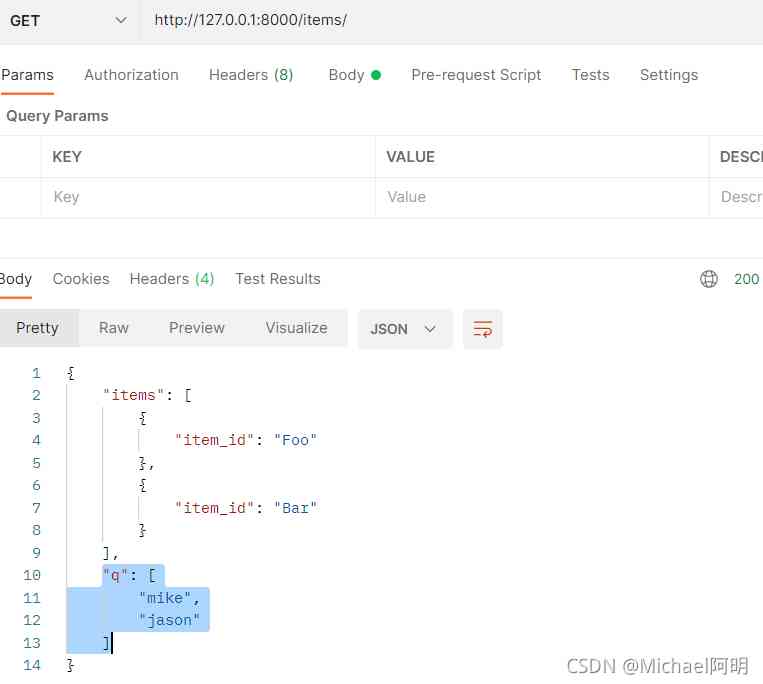 GET http://127.0.0.1:8000/items/
Params Authorization Headers (8) Body Pre-request Script Tests Settings
Query Params
KEY VALUE DESCI
Key Value Descr
Body Cookies Headers (4) Test Results 200
Pretty Raw Preview Visualize JSON
1 {
2 "items": [
3 {
4 "item_id": "Foo"
5 },
6 {
7 "item_id": "Bar"
8 }
9 ],
10 "q": [
11 "mike",
12 "jason"
13 ]
14 }
CSDN @Michael阿明